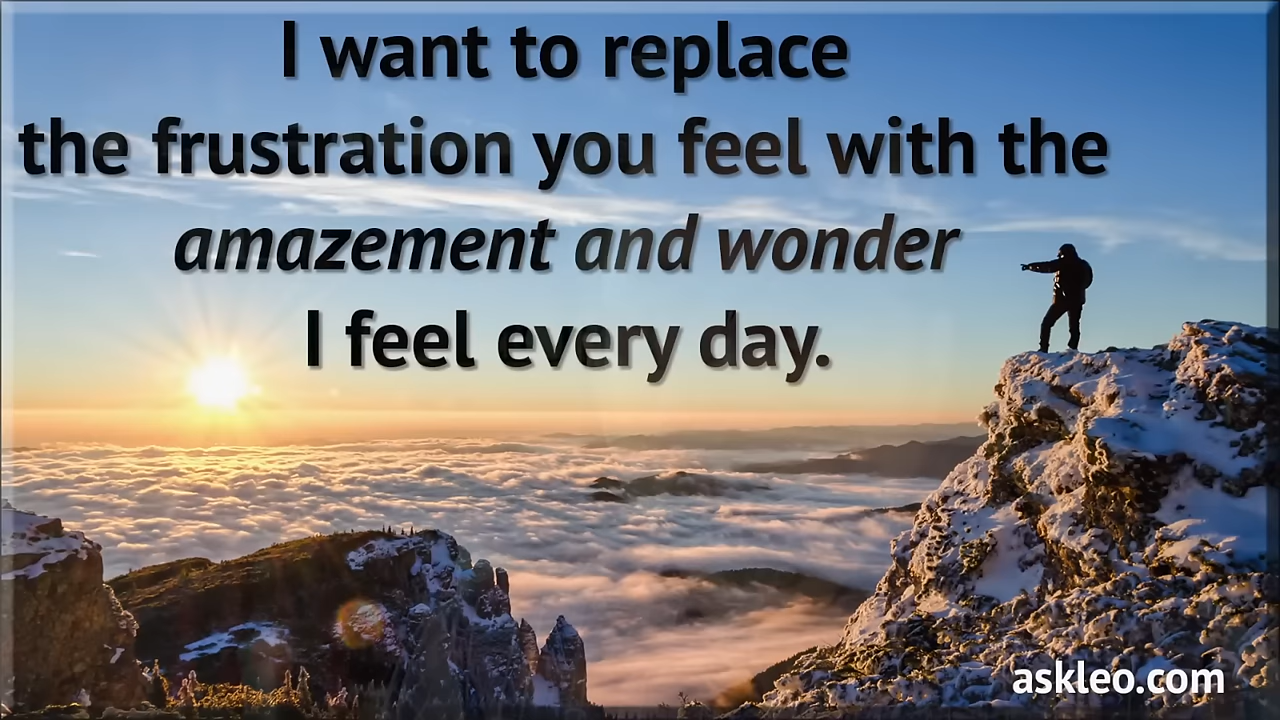 I want to replace
the frustration you feel with the
amazement and wonder
I feel every day.
askleo.com